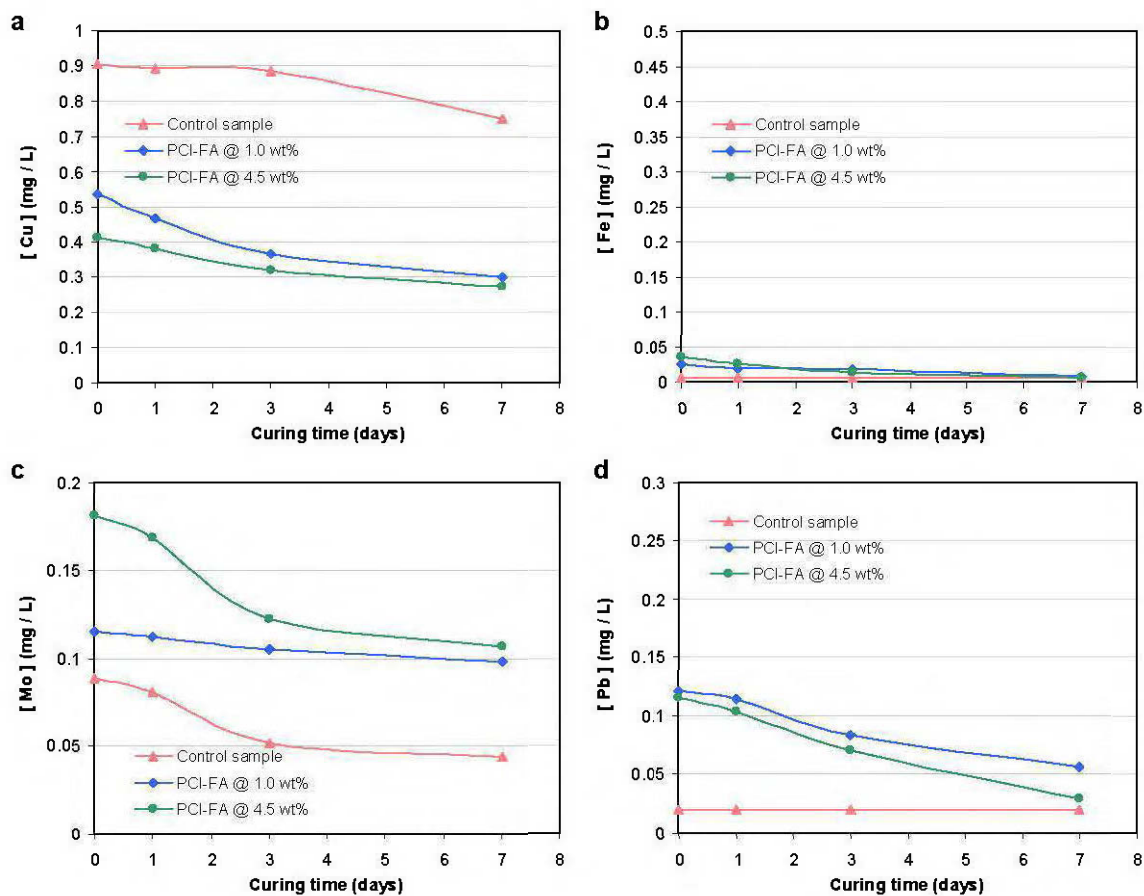 a
[ Cu ] (mg / L)
1
0.9
0.8
0.7
0.6
0.5
0.4
0.3
0.2
0.1
0
Control sample
PCI-FA @ 1.0 wt%
PCI-FA @ 4.5 wt%
0 1 2 3 4 5 6 7 8
Curing time (days)
b
[ Fe ] (mg / L)
0.5
0.45
0.4
0.35
0.3
0.25
0.2
0.15
0.1
0.05
0
Control sample
PCI-FA @ 1.0 wt%
PCI-FA @ 4.5 wt%
0 1 2 3 4 5 6 7 8
Curing time (days)
c
[ Mo ] (mg / L)
0.2
0.15
0.1
0.05
0
Control sample
PCI-FA @ 1.0 wt%
PCI-FA @ 4.5 wt%
0 1 2 3 4 5 6 7 8
Curing time (days)
d
[ Pb ] (mg / L)
0.3
0.25
0.2
0.15
0.1
0.05
0
Control sample
PCI-FA @ 1.0 wt%
PCI-FA @ 4.5 wt%
0 1 2 3 4 5 6 7 8
Curing time (days)